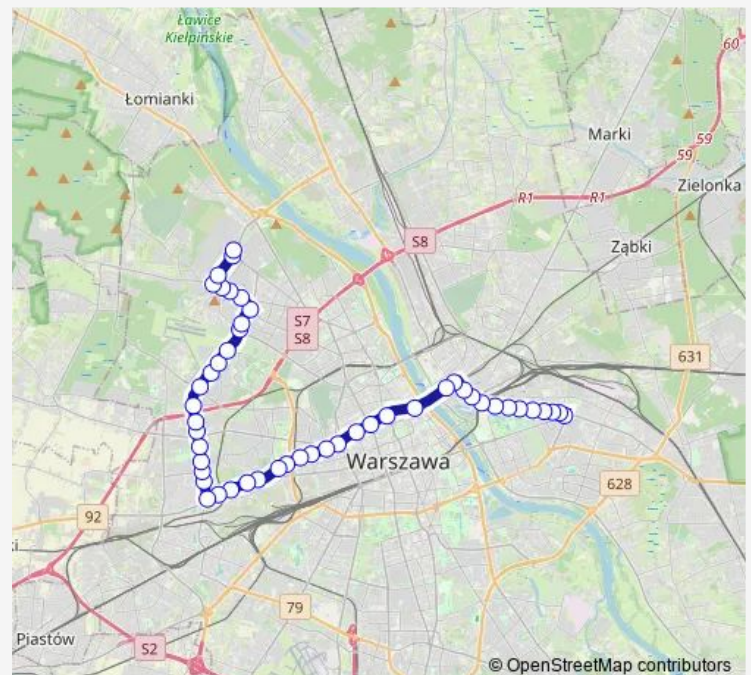 Ławice
Kiełpińskie
60
Łomianki
Marki
59
59
Zielonka
R1
R1
S8
Ząbki
S7
S8
631
Warszawa
628
92
79
Piastów
S2
© OpenStreetMap contributors